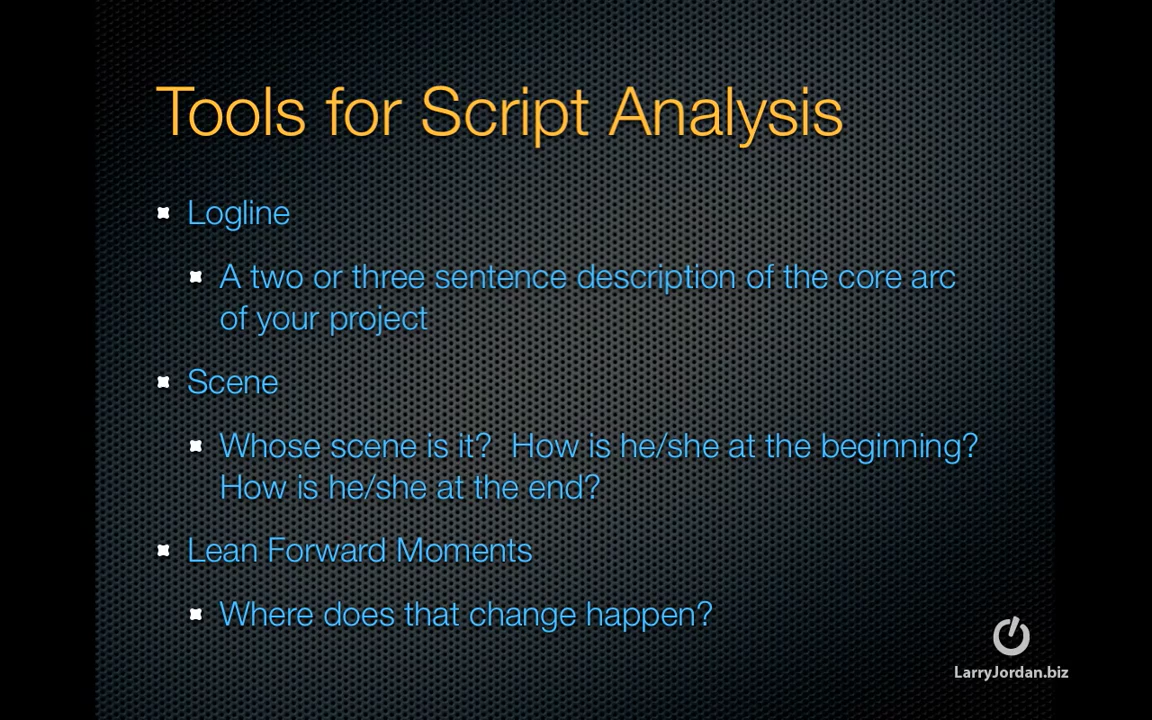 Tools for Script Analysis
Logline
A two or three sentence description of the core arc
of your project
Scene
Whose scene is it?  How is he/she at the beginning?
How is he/she at the end?
Lean Forward Moments
Where does that change happen?
LarryJordan.biz